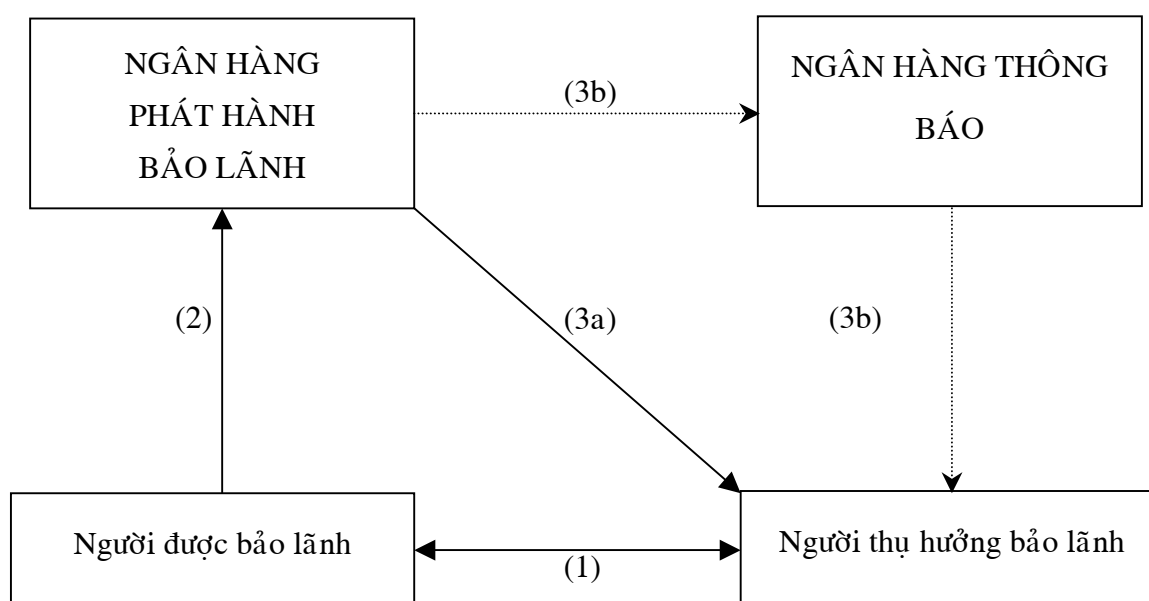 NGÂN HÀNG
PHÁT HÀNH
BẢO LÃNH
(3b)
NGÂN HÀNG THÔNG
BÁO
(2)
(3a)
(3b)
Người được bảo lãnh
(1)
Người thụ hưởng bảo lãnh